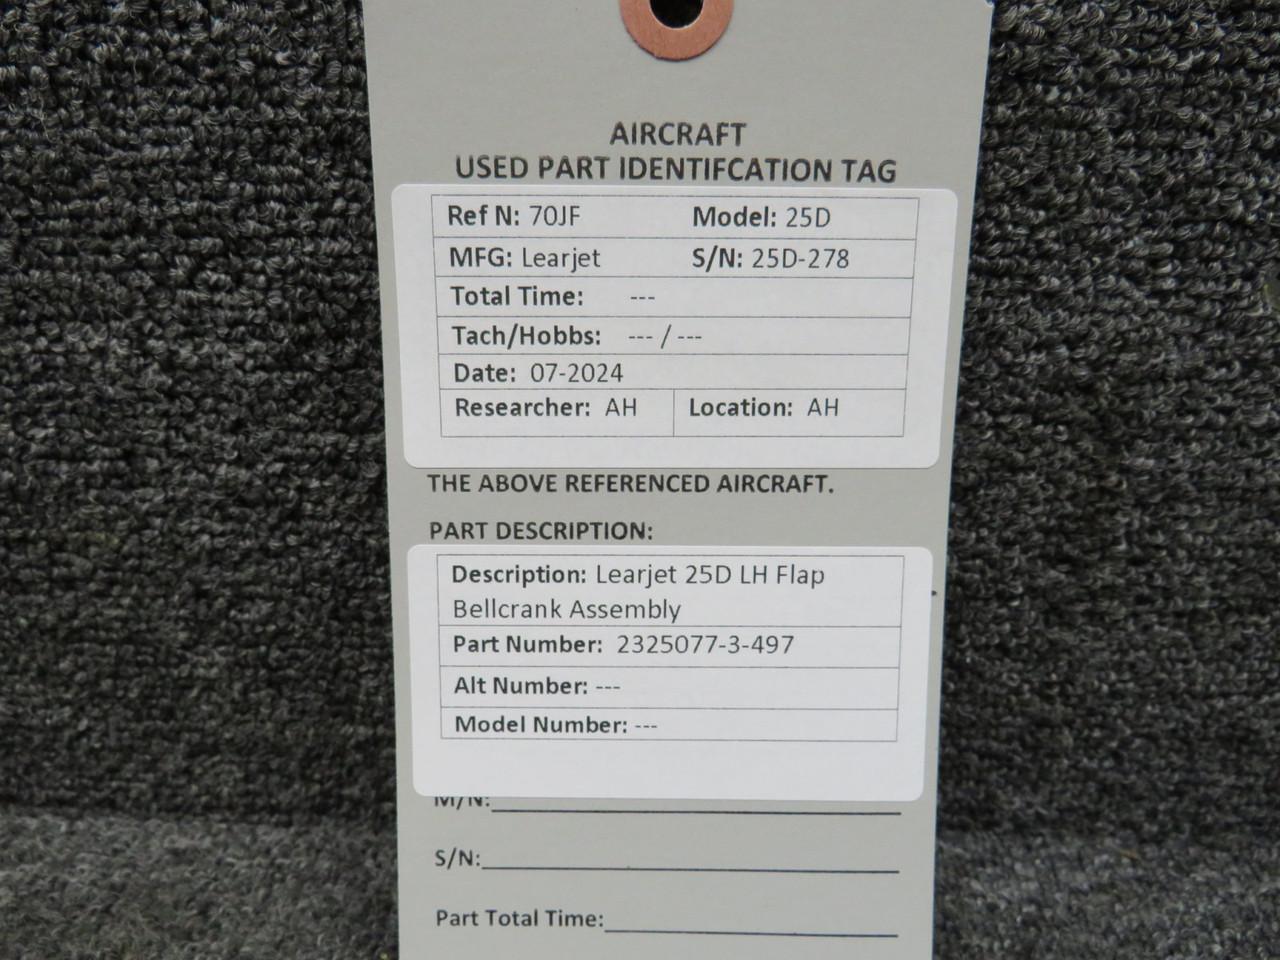 AIRCRAFT
USED PART IDENTIFCATION TAG
Ref N: 70JF Model: 25D
MFG: Learjet S/N: 25D-278
Total Time: ---
Tach/Hobbs: --- / ---
Date: 07-2024
Researcher: AH Location: AH
THE ABOVE REFERENCED AIRCRAFT.
PART DESCRIPTION:
Description: Learjet 25D LH Flap
Bellcrank Assembly
Part Number: 2325077-3-497
Alt Number: ---
Model Number: ---
M/N:
S/N:
Part Total Time: